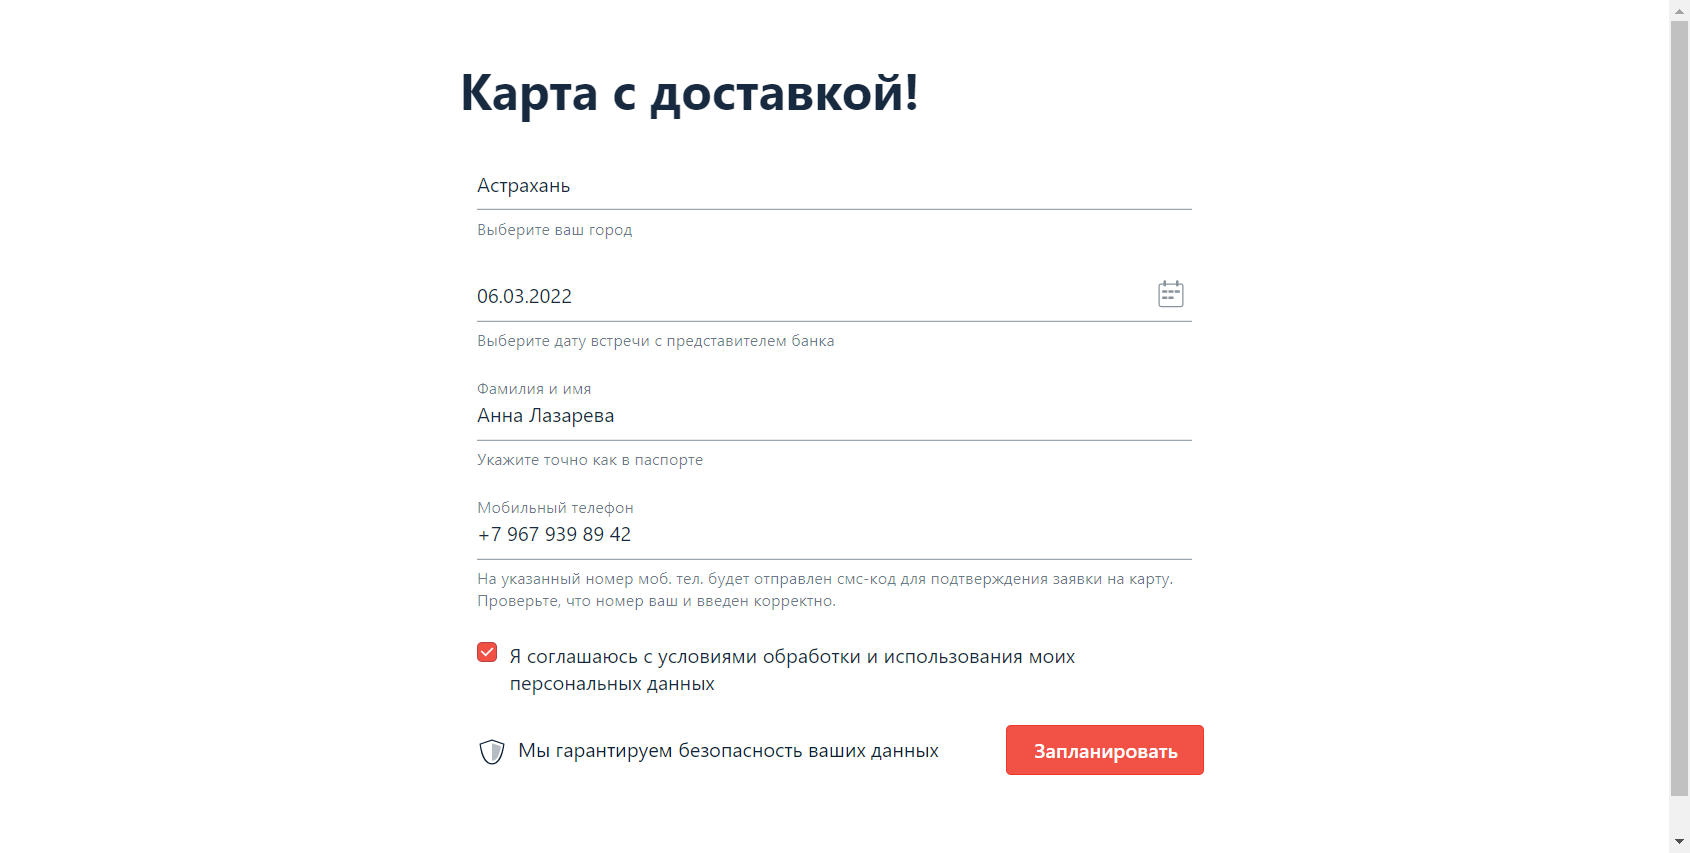 Карта с доставкой!
Астрахань
Выберите ваш город
06.03.2022
Выберите дату встречи с представителем банка
Фамилия и имя
Анна Лазарева
Укажите точно как в паспорте
Мобильный телефон
+7 967 939 89 42
На указанный номер моб. тел. будет отправлен смс-код для подтверждения заявки на карту.
Проверьте, что номер ваш и введен корректно.
Я соглашаюсь с условиями обработки и использования моих
персональных данных
Мы гарантируем безопасность ваших данных
Запланировать